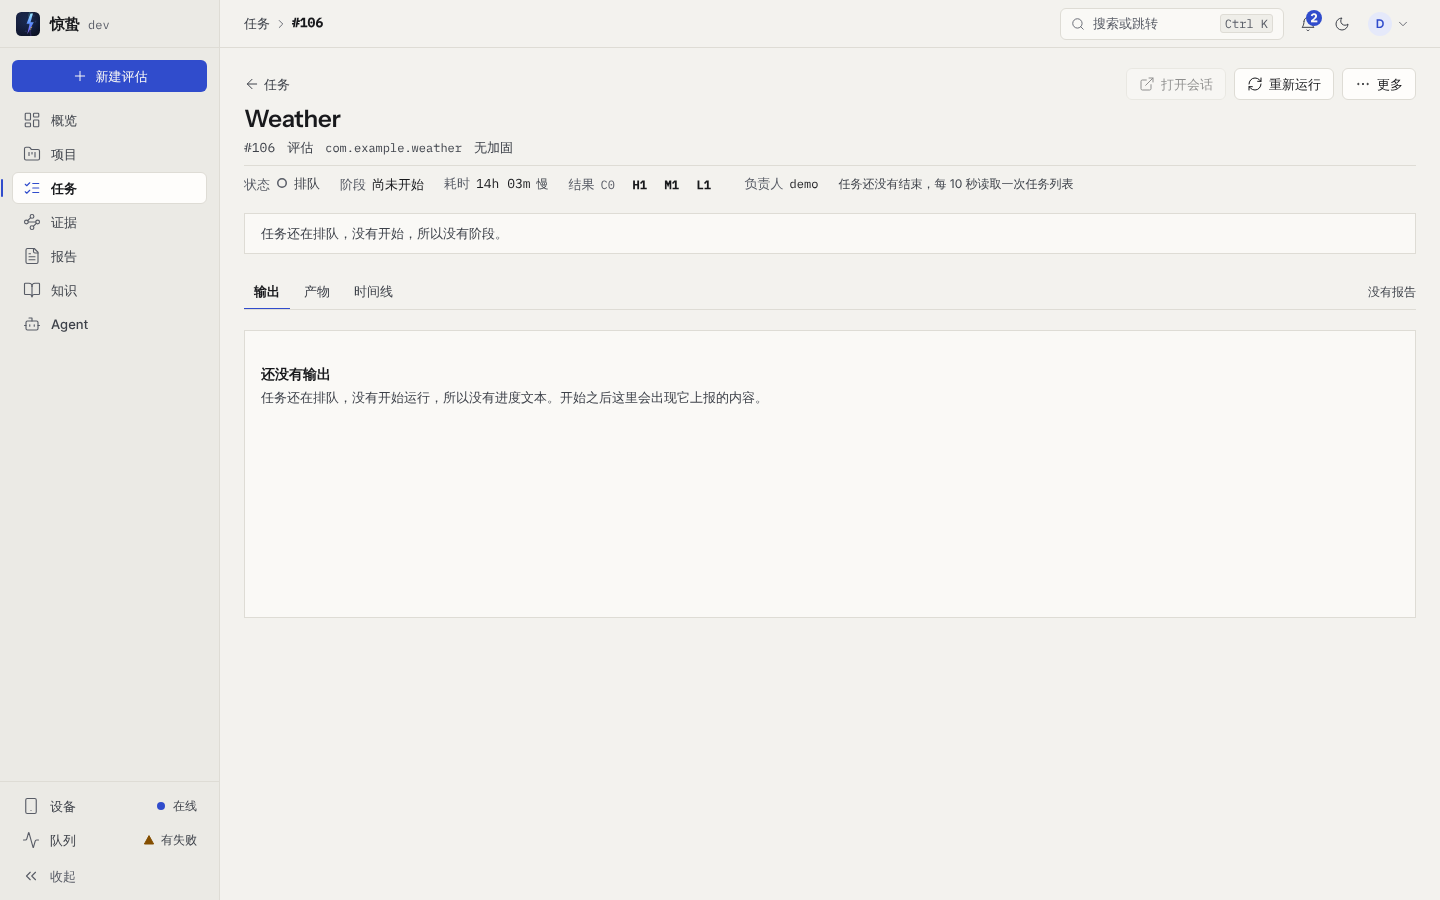 惊蛰 dev
任务 > #106
搜索或跳转 Ctrl K
2
D
新建评估
概览
项目
任务
证据
报告
知识
Agent
任务
打开会话
重新运行
更多
Weather
#106 评估 com.example.weather 无加固
状态 排队 阶段 尚未开始 耗时 14h 03m 慢 结果 C0 H1 M1 L1 负责人 demo 任务还没有结束，每 10 秒读取一次任务列表
任务还在排队，没有开始，所以没有阶段。
输出 产物 时间线 没有报告
还没有输出
任务还在排队，没有开始运行，所以没有进度文本。开始之后这里会出现它上报的内容。
设备 在线
队列 有失败
收起